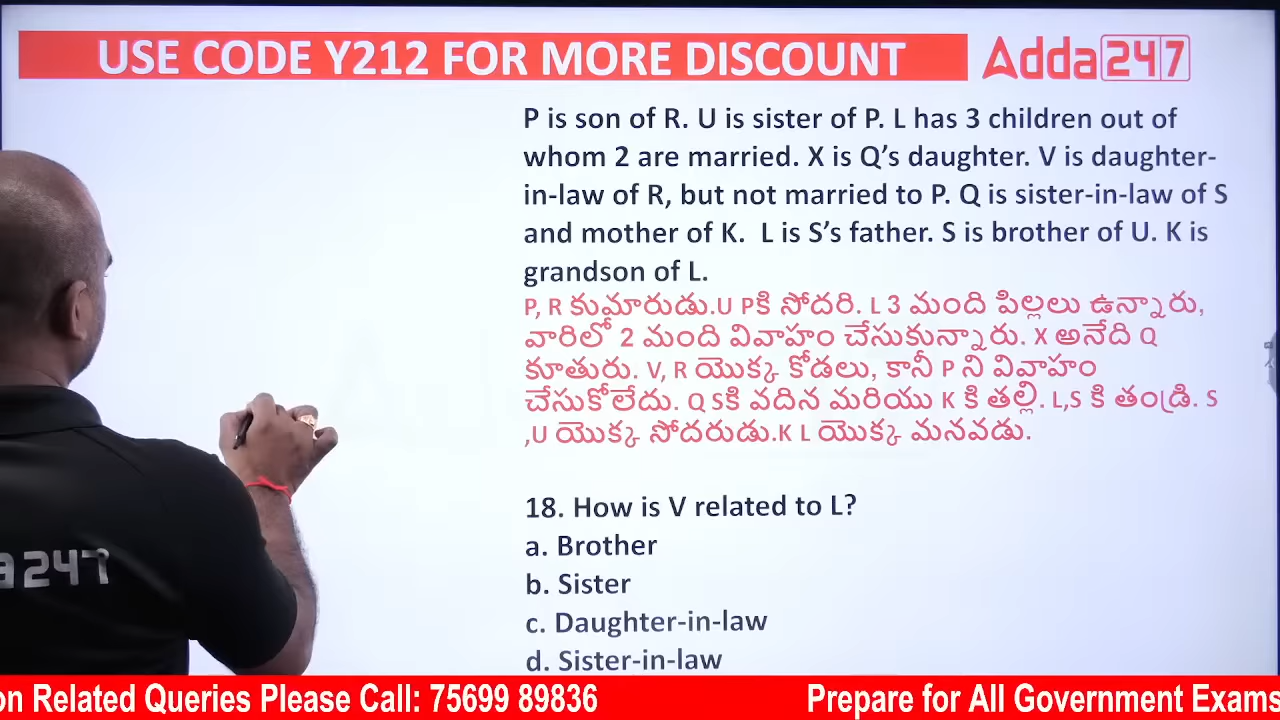 USE CODE Y212 FOR MORE DISCOUNT
Adda247
P is son of R. U is sister of P. L has 3 children out of
whom 2 are married. X is Q's daughter. V is daughter-
in-law of R, but not married to P. Q is sister-in-law of S
and mother of K.  L is S's father. S is brother of U. K is
grandson of L.
P, R కుమారుడు.U Pకి సోదరి. L 3 మంది పిల్లలు ఉన్నారు,
వారిలో 2 మంది వివాహం చేసుకున్నారు. X అనేది Q
కూతురు. V, R యొక్క కోడలు, కానీ P ని వివాహం
చేసుకోలేదు. Q Sకి వదిన మరియు K కి తల్లి. L,S కి తండ్రి. S
,U యొక్క సోదరుడు.K L యొక్క మనవడు.
18. How is V related to L?
a. Brother
b. Sister
c. Daughter-in-law
d. Sister-in-law
a247
on Related Queries Please Call: 75699 89836
Prepare for All Government Exams